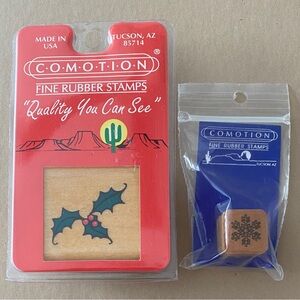 MADE IN
USA
TUCSON, AZ
85714
COMOTION®
FINE RUBBER STAMPS
"Quality You Can See"
COMOTION
FINE RUBBER STAMPS
TUCSON, AZ